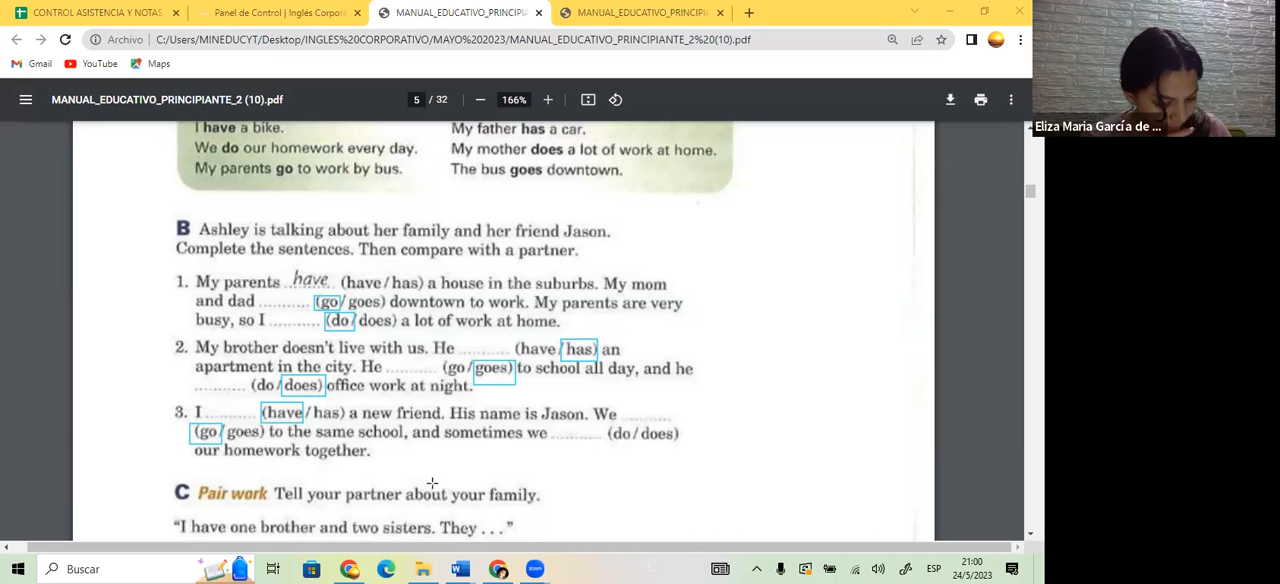 CONTROL ASISTENCIA Y NOTAS
Panel de Control | Inglés Corpora
MANUAL_EDUCATIVO_PRINCIPIA
MANUAL_EDUCATIVO_PRINCIPIA
Archivo C:/Users/MINEDUCYT/Desktop/INGLES%20CORPORATIVO/MAYO%202023/MANUAL_EDUCATIVO_PRINCIPIANTE_2%20(10).pdf
Gmail YouTube Maps
MANUAL_EDUCATIVO_PRINCIPIANTE_2 (10).pdf 5 / 32 166%
Eliza Maria García de ...
I have a bike. My father has a car.
We do our homework every day. My mother does a lot of work at home.
My parents go to work by bus. The bus goes downtown.
B Ashley is talking about her family and her friend Jason.
Complete the sentences. Then compare with a partner.
1. My parents ..have.. (have/has) a house in the suburbs. My mom
and dad .......... (go/goes) downtown to work. My parents are very
busy, so I .......... (do/does) a lot of work at home.
2. My brother doesn't live with us. He .......... (have/has) an
apartment in the city. He .......... (go/goes) to school all day, and he
.......... (do/does) office work at night.
3. I .......... (have/has) a new friend. His name is Jason. We ..........
(go/goes) to the same school, and sometimes we .......... (do/does)
our homework together.
C Pair work Tell your partner about your family.
"I have one brother and two sisters. They . . . "
Buscar
ESP
21:00
24/5/2023